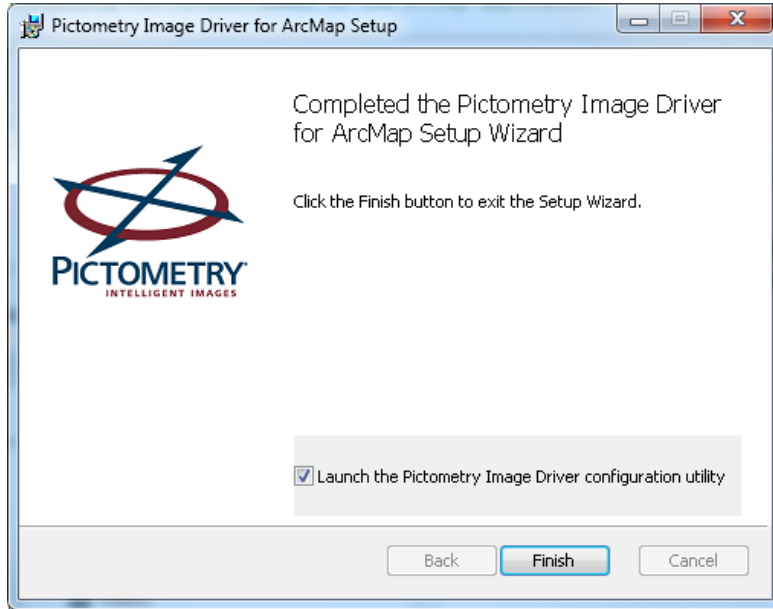 Pictometry Image Driver for ArcMap Setup
Completed the Pictometry Image Driver
for ArcMap Setup Wizard
Click the Finish button to exit the Setup Wizard.
PICTOMETRY
INTELLIGENT IMAGES
Launch the Pictometry Image Driver configuration utility
Back Finish Cancel